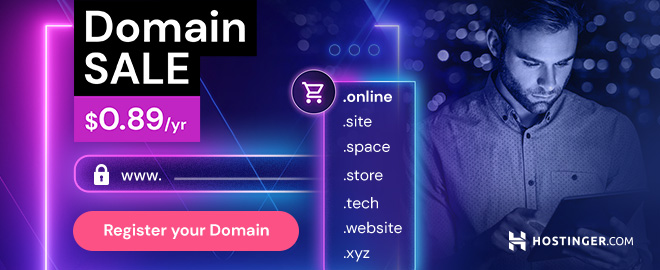 Domain
SALE
$0.89/yr
www.
Register your Domain
.online
.site
.space
.store
.tech
.website
.xyz
HOSTINGER.COM